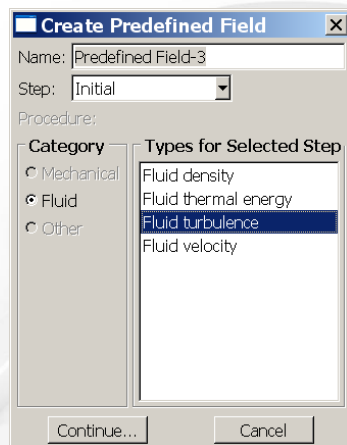 Create Predefined Field
Name: Predefined Field-3
Step: Initial
Procedure:
Category
Mechanical
Fluid
Other
Types for Selected Step
Fluid density
Fluid thermal energy
Fluid turbulence
Fluid velocity
Continue... Cancel